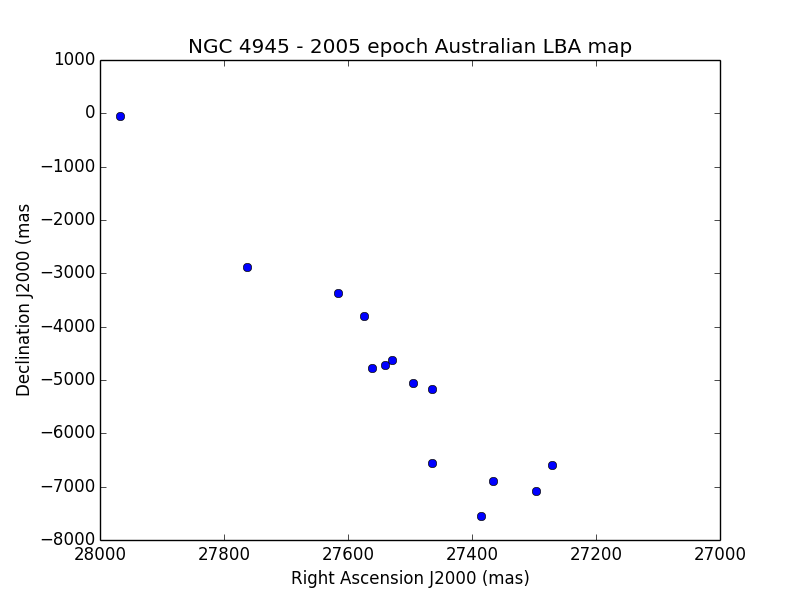 NGC 4945 - 2005 epoch Australian LBA map
1000
0
−1000
−2000
−3000
−4000
−5000
−6000
−7000
−8000
Declination J2000 (mas
28000 27800 27600 27400 27200 27000
Right Ascension J2000 (mas)